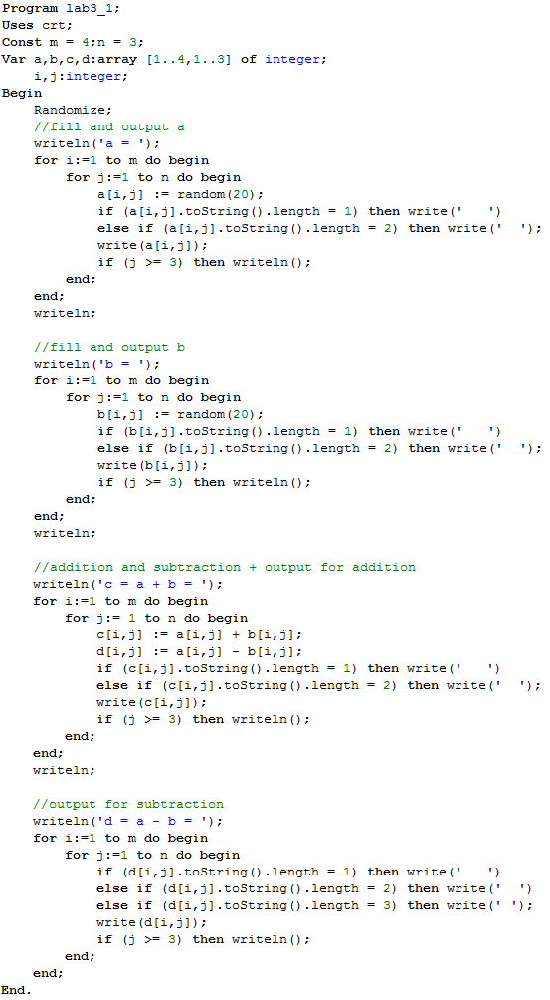 Program lab3_1;
Uses crt;
Const m = 4;n = 3;
Var a,b,c,d:array [1..4,1..3] of integer;
    i,j:integer;
Begin
    Randomize;
    //fill and output a
    writeln('a = ');
    for i:=1 to m do begin
        for j:=1 to n do begin
            a[i,j] := random(20);
            if (a[i,j].toString().length = 1) then write('   ')
            else if (a[i,j].toString().length = 2) then write('  ');
            write(a[i,j]);
            if (j >= 3) then writeln();
        end;
    end;
    writeln;

    //fill and output b
    writeln('b = ');
    for i:=1 to m do begin
        for j:=1 to n do begin
            b[i,j] := random(20);
            if (b[i,j].toString().length = 1) then write('   ')
            else if (b[i,j].toString().length = 2) then write('  ');
            write(b[i,j]);
            if (j >= 3) then writeln();
        end;
    end;
    writeln;

    //addition and subtraction + output for addition
    writeln('c = a + b = ');
    for i:=1 to m do begin
        for j:= 1 to n do begin
            c[i,j] := a[i,j] + b[i,j];
            d[i,j] := a[i,j] - b[i,j];
            if (c[i,j].toString().length = 1) then write('   ')
            else if (c[i,j].toString().length = 2) then write('  ');
            write(c[i,j]);
            if (j >= 3) then writeln();
        end;
    end;
    writeln;

    //output for subtraction
    writeln('d = a - b = ');
    for i:=1 to m do begin
        for j:=1 to n do begin
            if (d[i,j].toString().length = 1) then write('   ')
            else if (d[i,j].toString().length = 2) then write('  ')
            else if (d[i,j].toString().length = 3) then write(' ');
            write(d[i,j]);
            if (j >= 3) then writeln();
        end;
    end;
End.